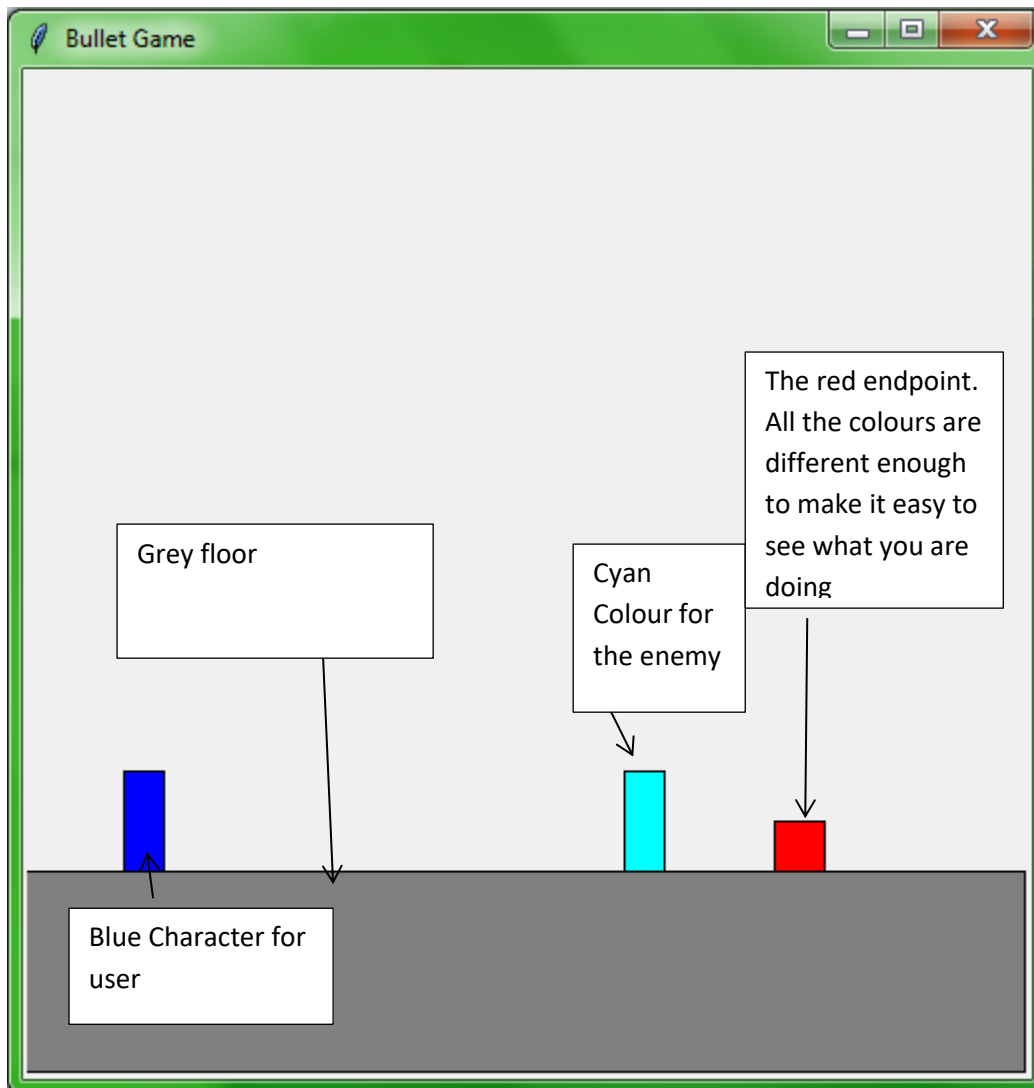 Bullet Game
The red endpoint.
All the colours are
different enough
to make it easy to
see what you are
doing
Grey floor
Cyan
Colour for
the enemy
Blue Character for
user